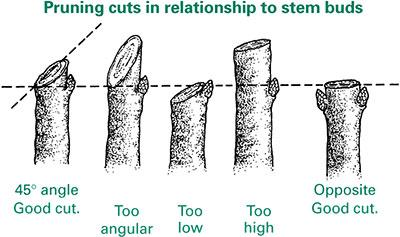 Pruning cuts in relationship to stem buds
45° angle
Good cut.
Too
angular
Too
low
Too
high
Opposite
Good cut.